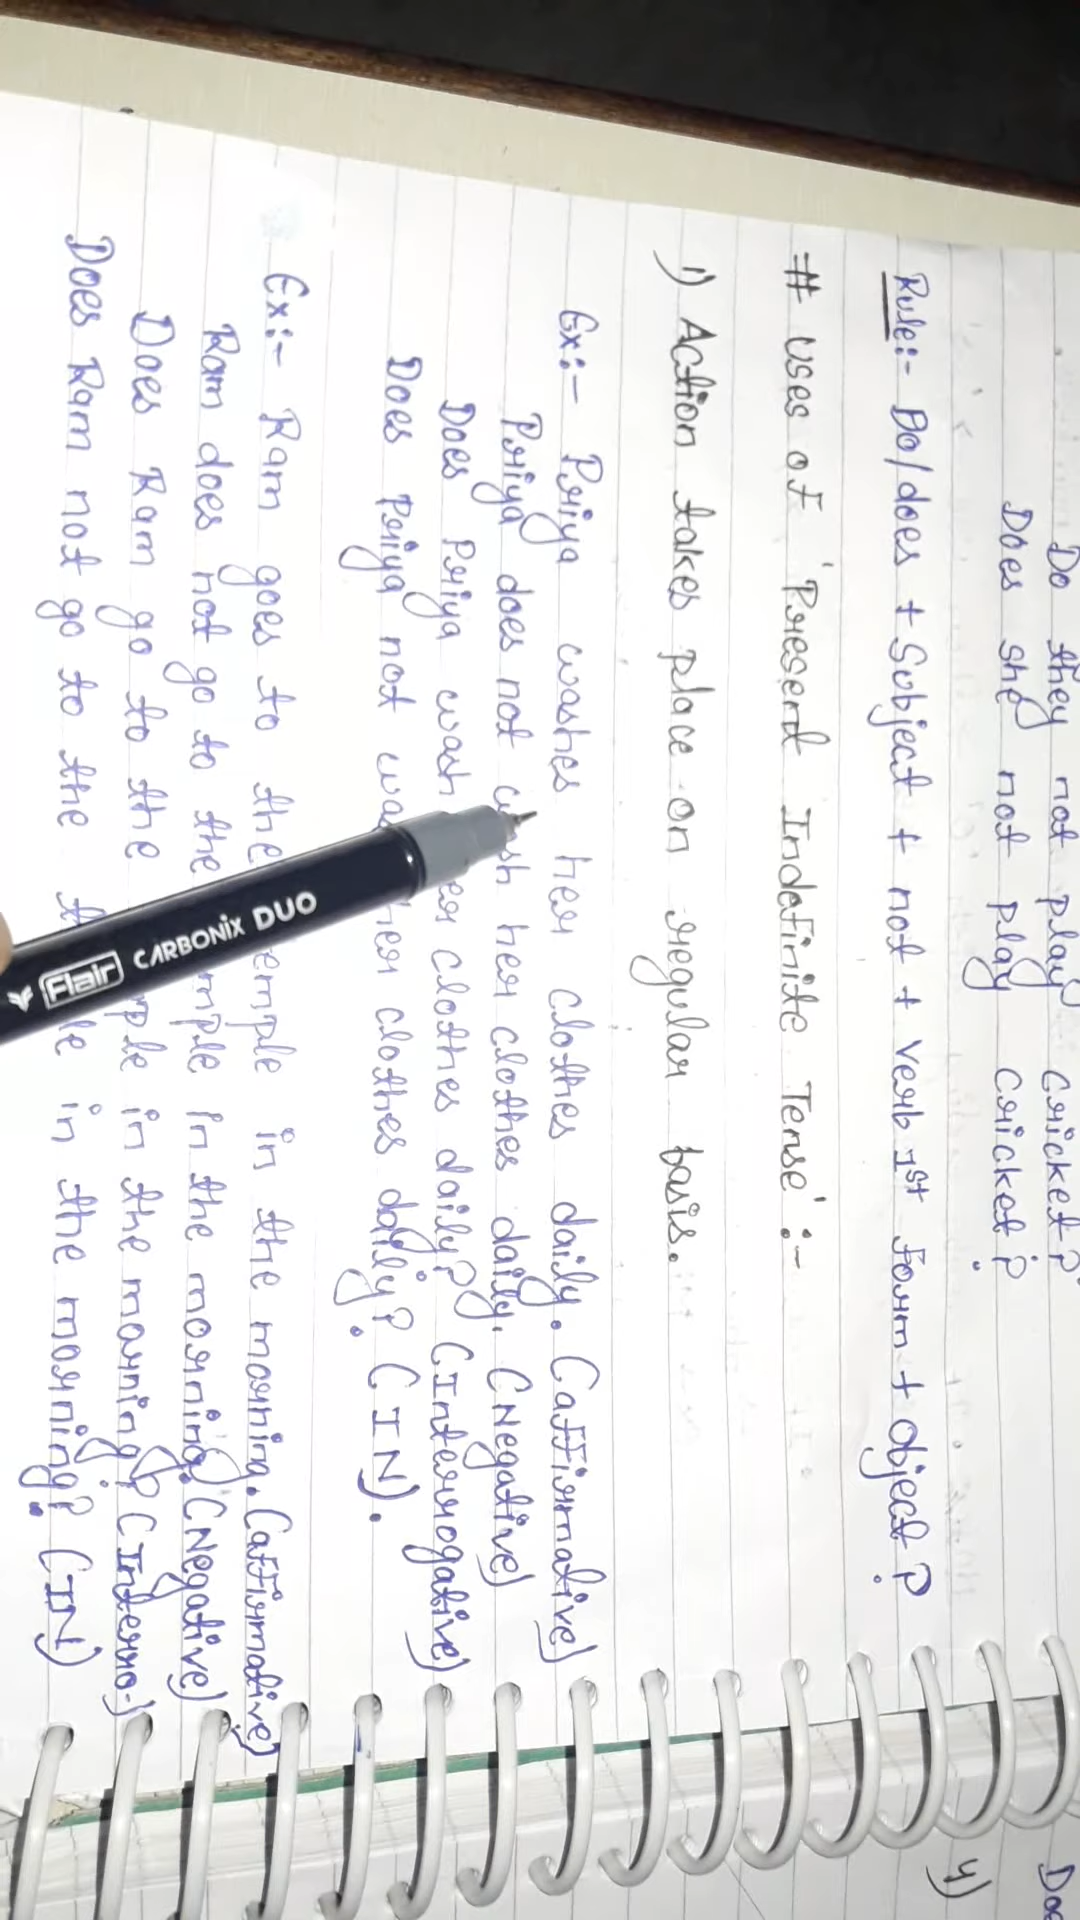 Do they not play cricket?
Does she not play cricket?
Rule:- Do/does + Subject + not + verb 1st form + object?
# Uses of 'Present Indefinite Tense' :-
1) Action takes place on regular basis.
Ex:- Priya washes her clothes daily. (Affirmative)
Priya does not wash her clothes daily. (Negative)
Does Priya wash her clothes daily? (Interrogative)
Does Priya not her clothes daily? (IN).
Ex:- Ram goes to the temple in the morning. (Affirmative)
Ram does not go to the temple in the morning. (Negative)
Does Ram go to the temple in the morning? (Interro-)
Does Ram not go to the in the morning? (IN)
4)
Flair CARBONIX DUO